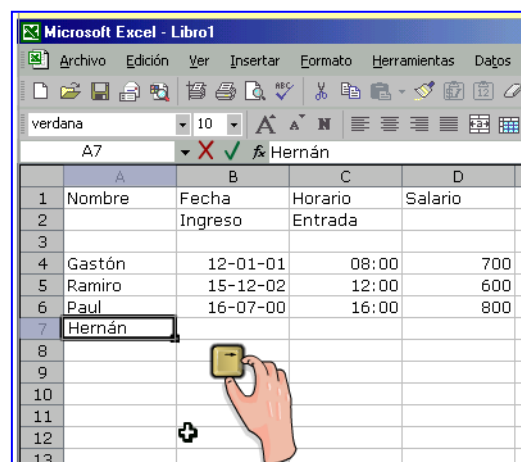 Microsoft Excel - Libro1
Archivo Edición Ver Insertar Formato Herramientas Datos
ABC
verdana 10 A A N
A7 fx Hernán
A B C D
1 Nombre Fecha Horario Salario
2 Ingreso Entrada
3
4 Gastón 12-01-01 08:00 700
5 Ramiro 15-12-02 12:00 600
6 Paul 16-07-00 16:00 800
7 Hernán
8
9
10
11
12
13